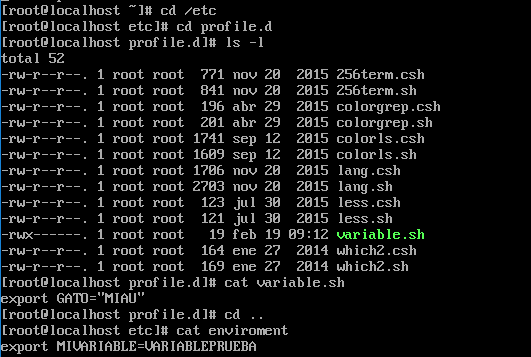 [root@localhost ~]# cd /etc
[root@localhost etc]# cd profile.d
[root@localhost profile.d]# ls -l
total 52
-rw-r--r--. 1 root root  771 nov 20  2015 256term.csh
-rw-r--r--. 1 root root  841 nov 20  2015 256term.sh
-rw-r--r--. 1 root root  196 abr 29  2015 colorgrep.csh
-rw-r--r--. 1 root root  201 abr 29  2015 colorgrep.sh
-rw-r--r--. 1 root root 1741 sep 12  2015 colorls.csh
-rw-r--r--. 1 root root 1609 sep 12  2015 colorls.sh
-rw-r--r--. 1 root root 1706 nov 20  2015 lang.csh
-rw-r--r--. 1 root root 2703 nov 20  2015 lang.sh
-rw-r--r--. 1 root root  123 jul 30  2015 less.csh
-rw-r--r--. 1 root root  121 jul 30  2015 less.sh
-rwx------. 1 root root   19 feb 19 09:12 variable.sh
-rw-r--r--. 1 root root  164 ene 27  2014 which2.csh
-rw-r--r--. 1 root root  169 ene 27  2014 which2.sh
[root@localhost profile.d]# cat variable.sh
export GATO="MIAU"
[root@localhost profile.d]# cd ..
[root@localhost etc]# cat enviroment
export MIVARIABLE=VARIABLEPRUEBA